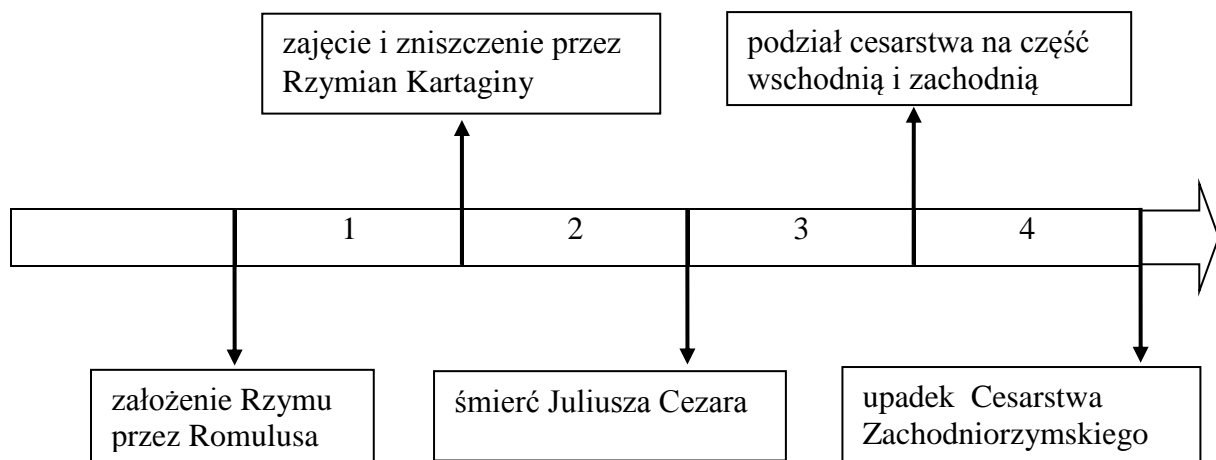 zajęcie i zniszczenie przez
Rzymian Kartaginy
podział cesarstwa na część
wschodnią i zachodnią
1
2
3
4
założenie Rzymu
przez Romulusa
śmierć Juliusza Cezara
upadek Cesarstwa
Zachodniorzymskiego